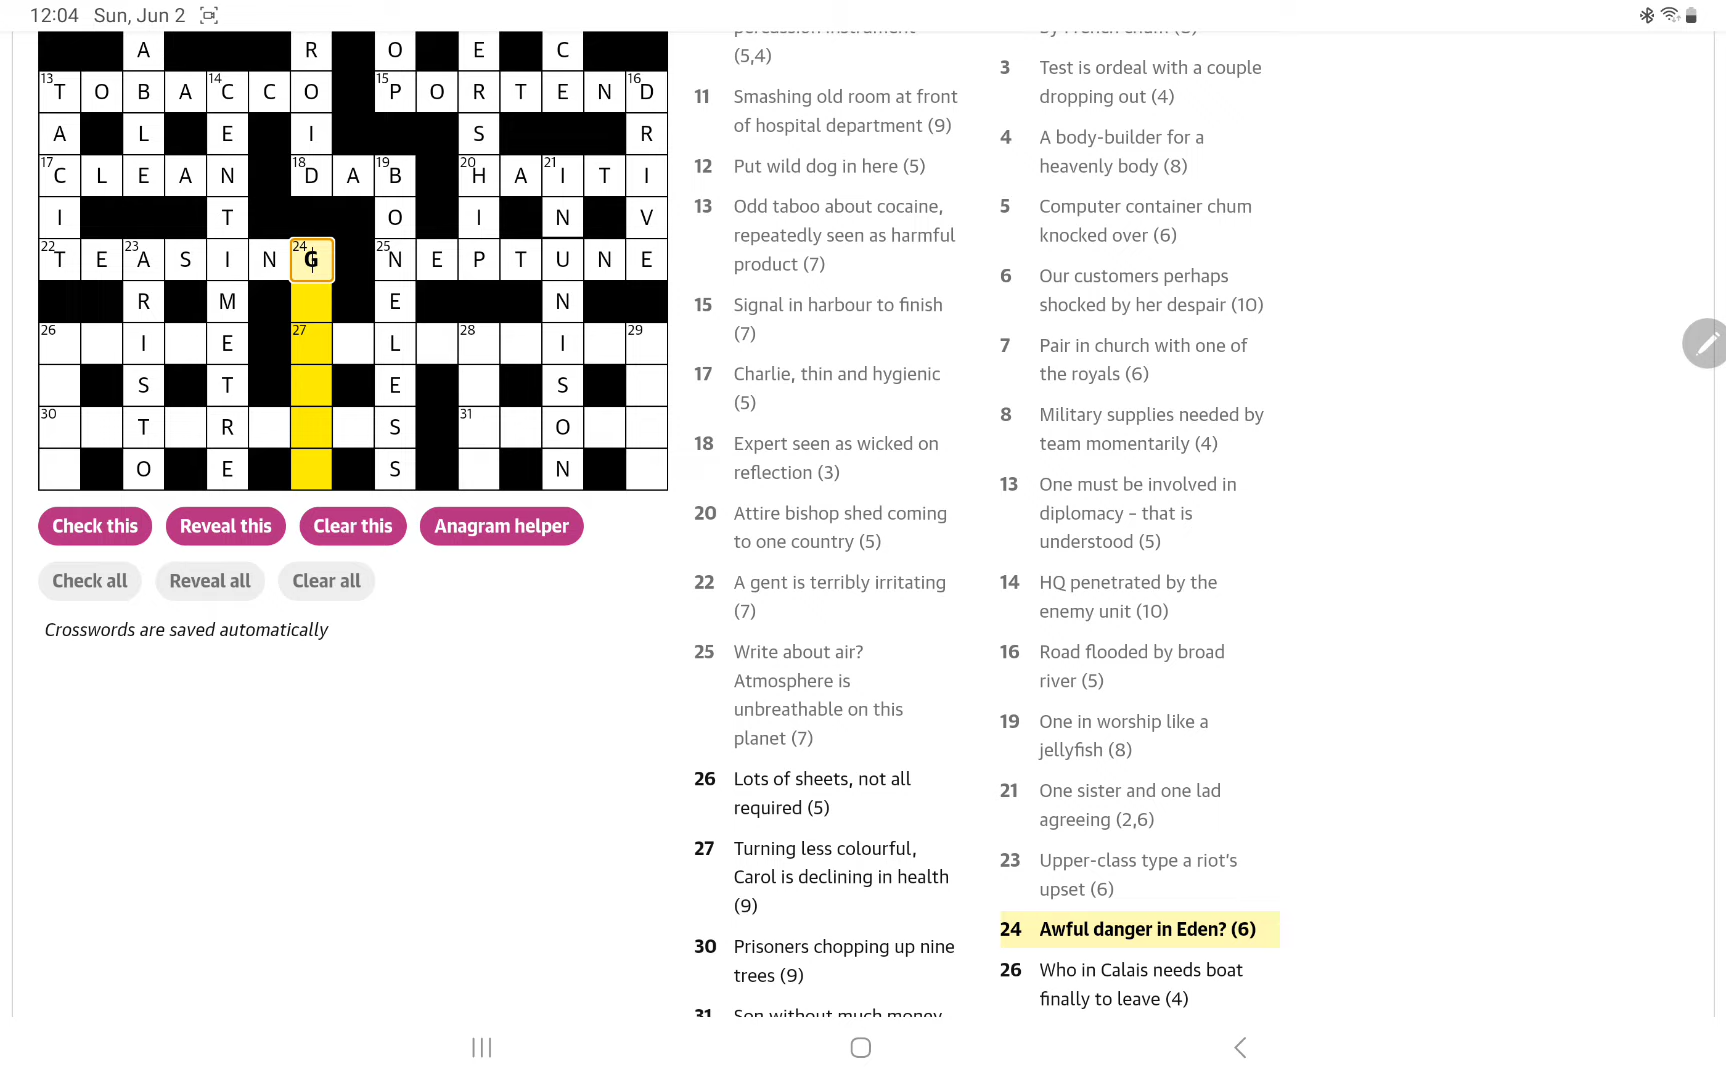 12:04 Sun, Jun 2
A R O E C
13 T O B A 14 C C O 15 P O R T E N 16 D
A L E I S R
17 C L E A N 18 D A 19 B 20 H A 21 I T I
I T O I N V
22 T E 23 A S I N 24 G 25 N E P T U N E
R M E N
26 I E 27 L 28 I 29
S T E S
30 T R S 31 O
O E S N
Check this Reveal this Clear this Anagram helper
Check all Reveal all Clear all
Crosswords are saved automatically
percussion instrument
(5,4)
11 Smashing old room at front
of hospital department (9)
12 Put wild dog in here (5)
13 Odd taboo about cocaine,
repeatedly seen as harmful
product (7)
15 Signal in harbour to finish
(7)
17 Charlie, thin and hygienic
(5)
18 Expert seen as wicked on
reflection (3)
20 Attire bishop shed coming
to one country (5)
22 A gent is terribly irritating
(7)
25 Write about air?
Atmosphere is
unbreathable on this
planet (7)
26 Lots of sheets, not all
required (5)
27 Turning less colourful,
Carol is declining in health
(9)
30 Prisoners chopping up nine
trees (9)
31 Son without much money
by French chum (8)
3 Test is ordeal with a couple
dropping out (4)
4 A body-builder for a
heavenly body (8)
5 Computer container chum
knocked over (6)
6 Our customers perhaps
shocked by her despair (10)
7 Pair in church with one of
the royals (6)
8 Military supplies needed by
team momentarily (4)
13 One must be involved in
diplomacy – that is
understood (5)
14 HQ penetrated by the
enemy unit (10)
16 Road flooded by broad
river (5)
19 One in worship like a
jellyfish (8)
21 One sister and one lad
agreeing (2,6)
23 Upper-class type a riot's
upset (6)
24 Awful danger in Eden? (6)
26 Who in Calais needs boat
finally to leave (4)